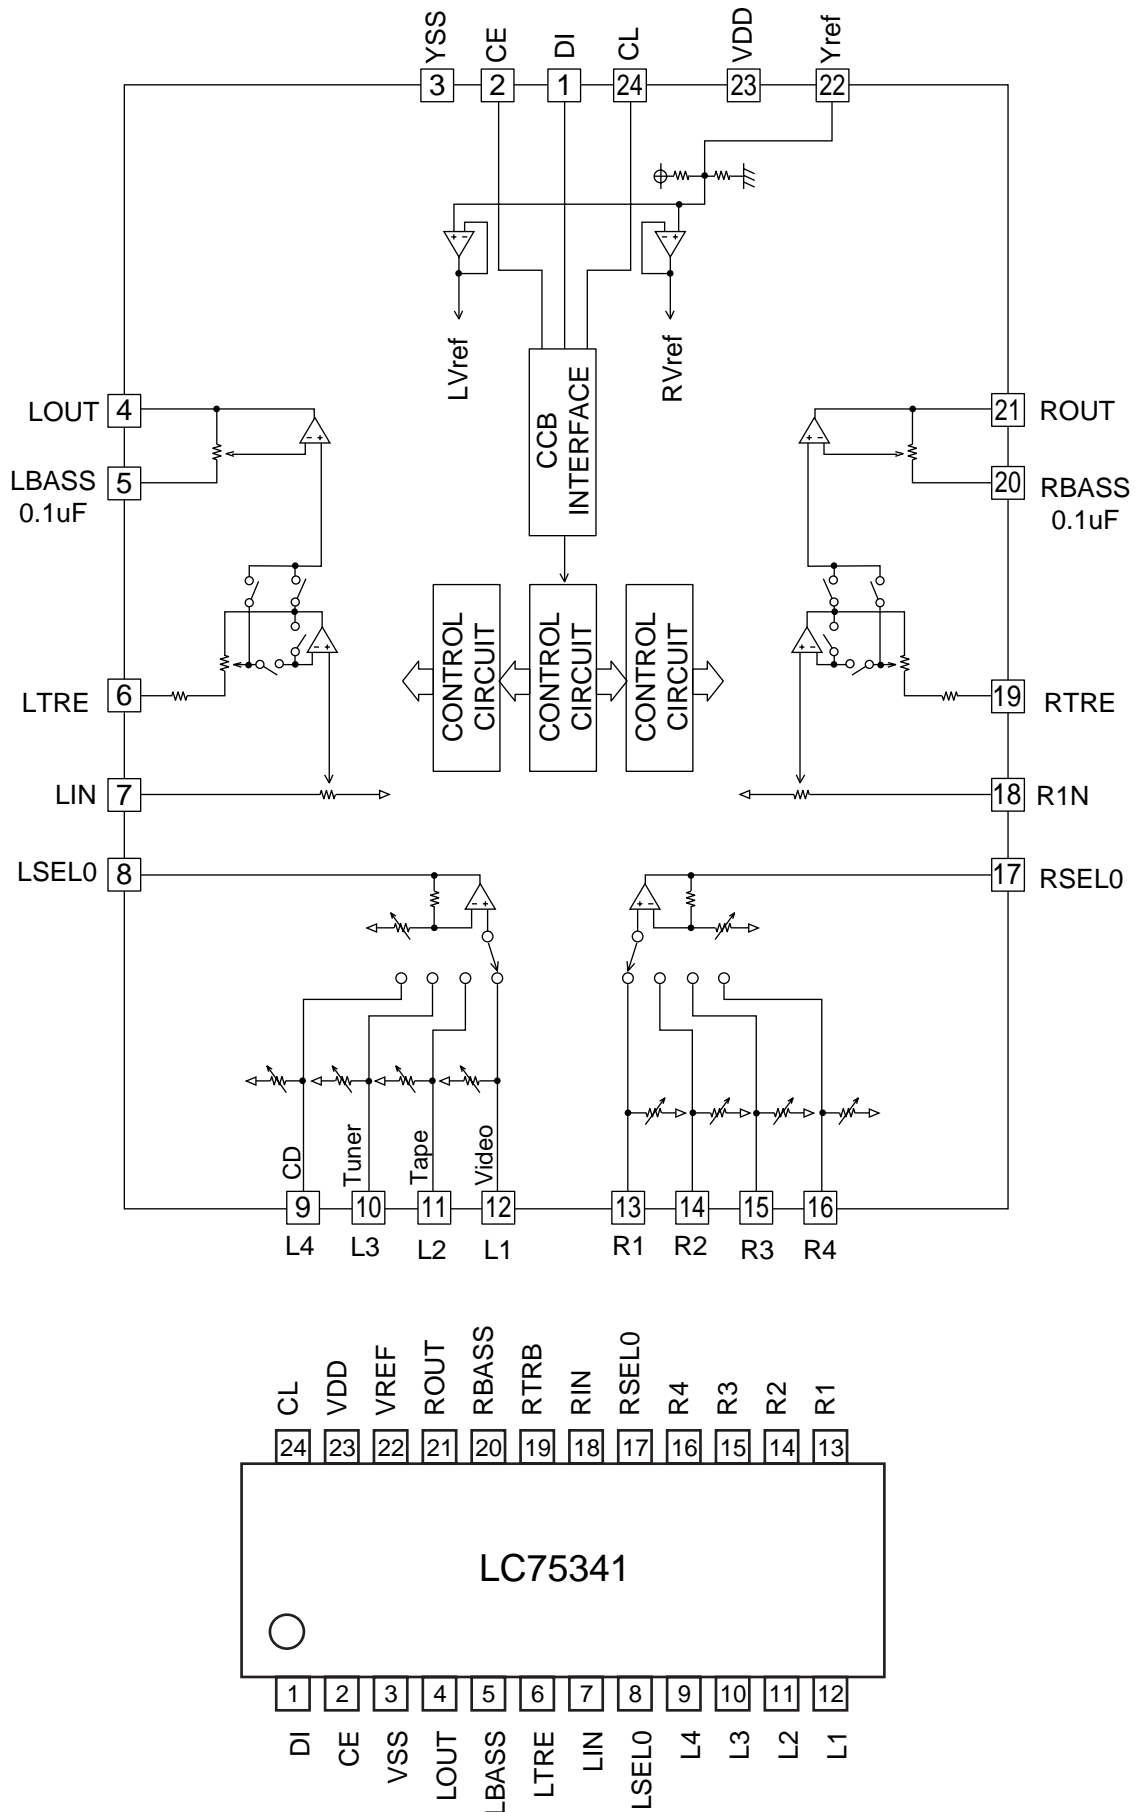 YSS
CE
DI
CL
VDD
Yref
3
2
1
24
23
22
LVref
RVref
CCB
INTERFACE
LOUT
4
21
ROUT
LBASS
0.1uF
5
20
RBASS
0.1uF
CONTROL
CIRCUIT
CONTROL
CIRCUIT
CONTROL
CIRCUIT
LTRE
6
19
RTRE
LIN
7
18
R1N
LSEL0
8
17
RSEL0
CD
Tuner
Tape
Video
9
10
11
12
13
14
15
16
L4
L3
L2
L1
R1
R2
R3
R4
CL
VDD
VREF
ROUT
RBASS
RTRB
RIN
RSEL0
R4
R3
R2
R1
24
23
22
21
20
19
18
17
16
15
14
13
LC75341
1
2
3
4
5
6
7
8
9
10
11
12
DI
CE
VSS
LOUT
LBASS
LTRE
LIN
LSEL0
L4
L3
L2
L1